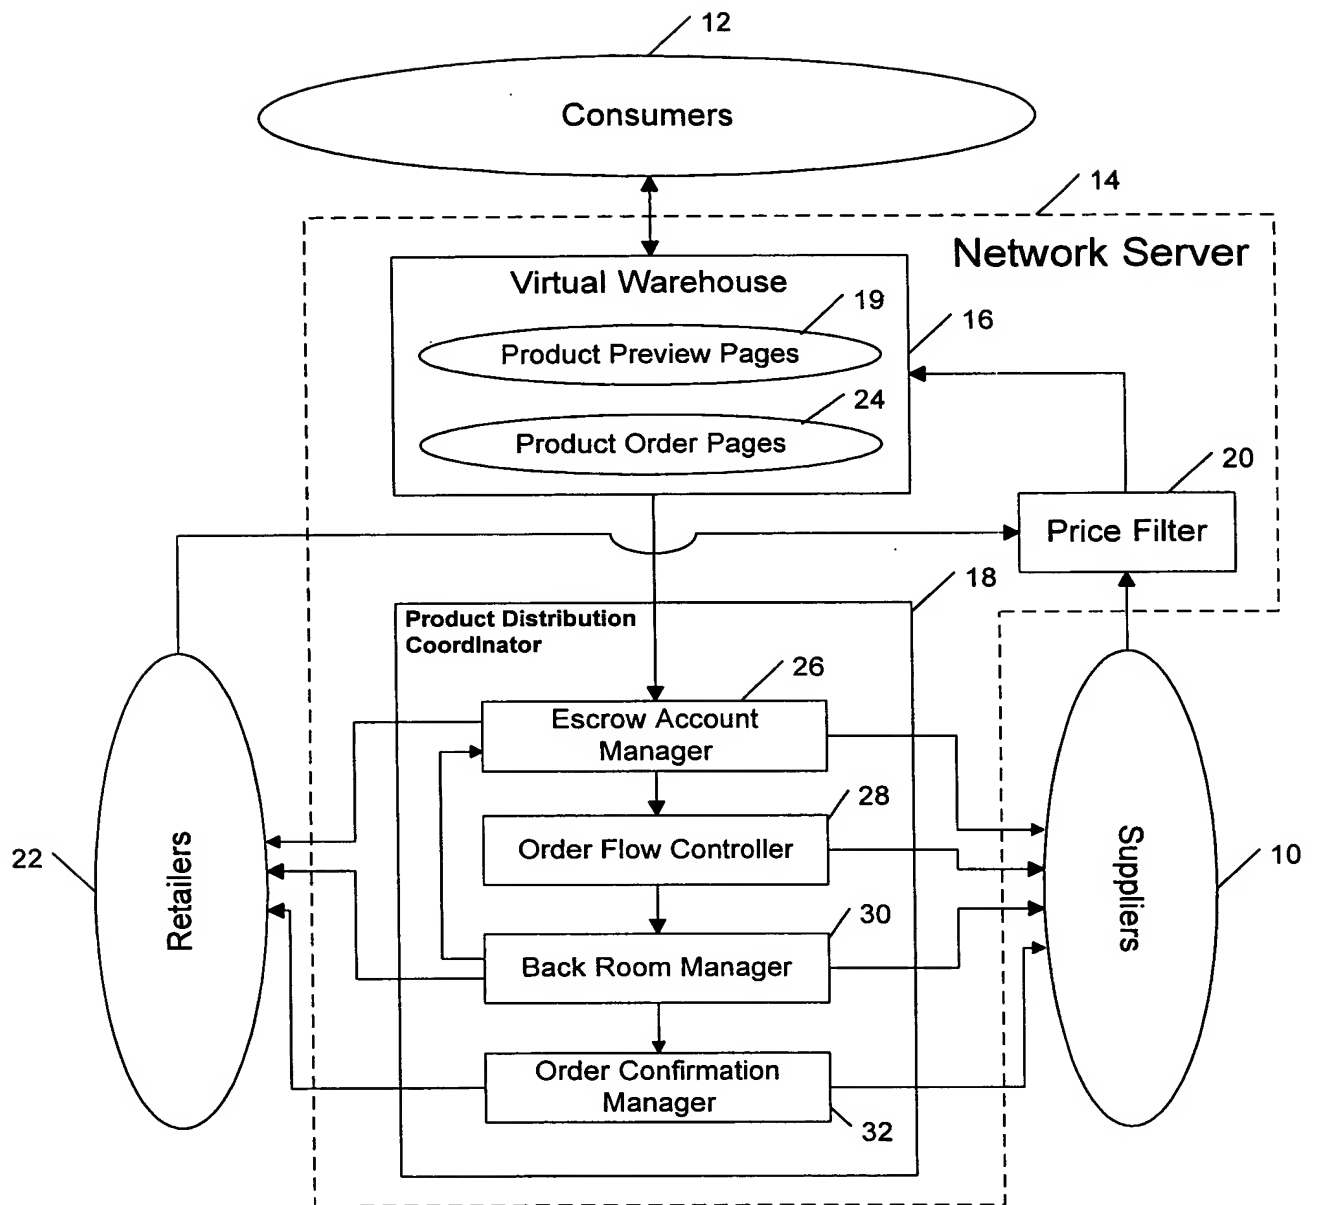 12
Consumers
14
Network Server
Virtual Warehouse
19
16
Product Preview Pages
24
Product Order Pages
20
Price Filter
18
Product Distribution
Coordinator
26
Escrow Account
Manager
28
Order Flow Controller
22
Retailers
Suppliers
10
30
Back Room Manager
Order Confirmation
Manager
32